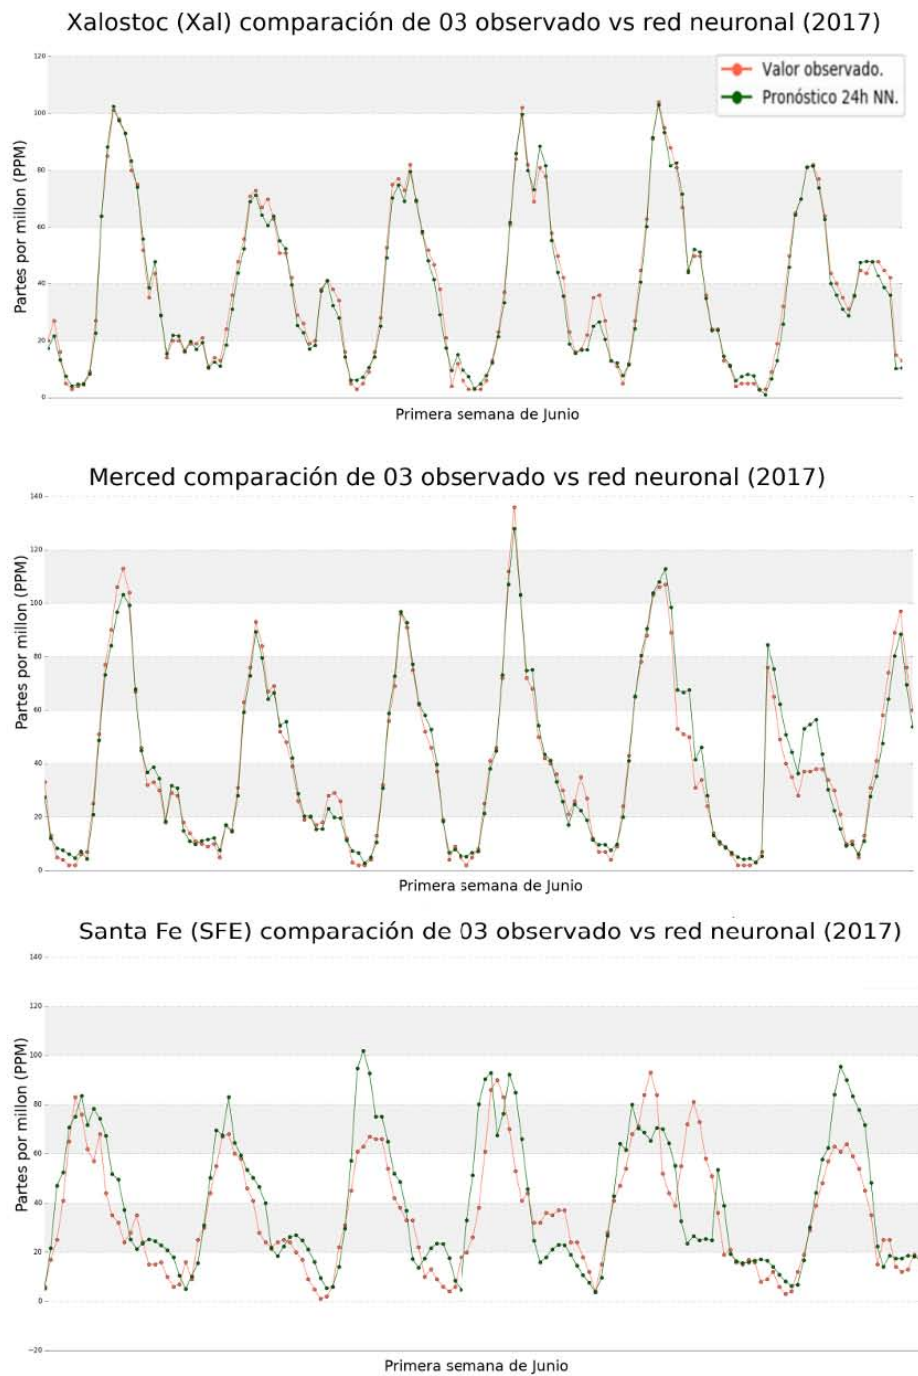 Xalostoc (Xal) comparación de 03 observado vs red neuronal (2017)
120
100
80
60
40
20
0
Partes por millon (PPM)
Valor observado.
Pronóstico 24h NN.
Primera semana de Junio
Merced comparación de 03 observado vs red neuronal (2017)
140
120
100
80
60
40
20
0
Partes por millon (PPM)
Primera semana de Junio
Santa Fe (SFE) comparación de 03 observado vs red neuronal (2017)
140
120
100
80
60
40
20
0
−20
Partes por millon (PPM)
Primera semana de Junio